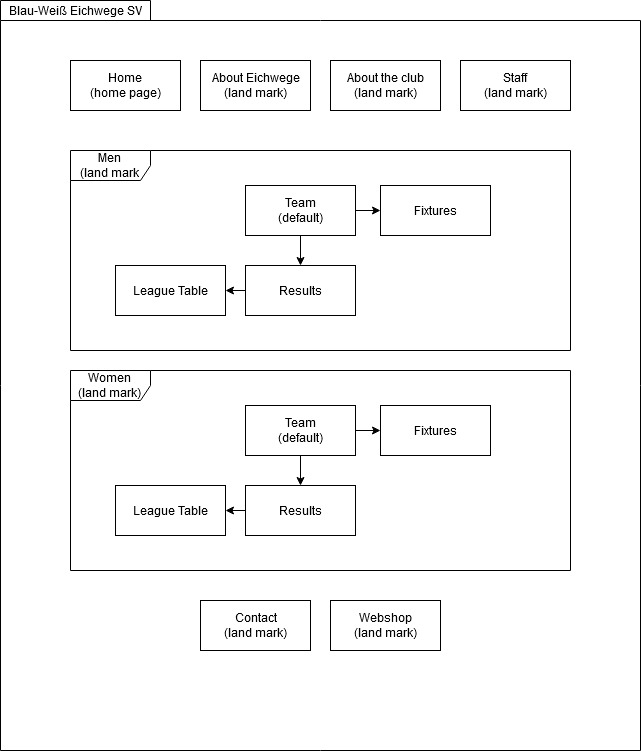 Blau-Weiß Eichwege SV
Home
(home page)
About Eichwege
(land mark)
About the club
(land mark)
Staff
(land mark)
Men
(land mark
Team
(default)
Fixtures
League Table
Results
Women
(land mark)
Team
(default)
Fixtures
League Table
Results
Contact
(land mark)
Webshop
(land mark)